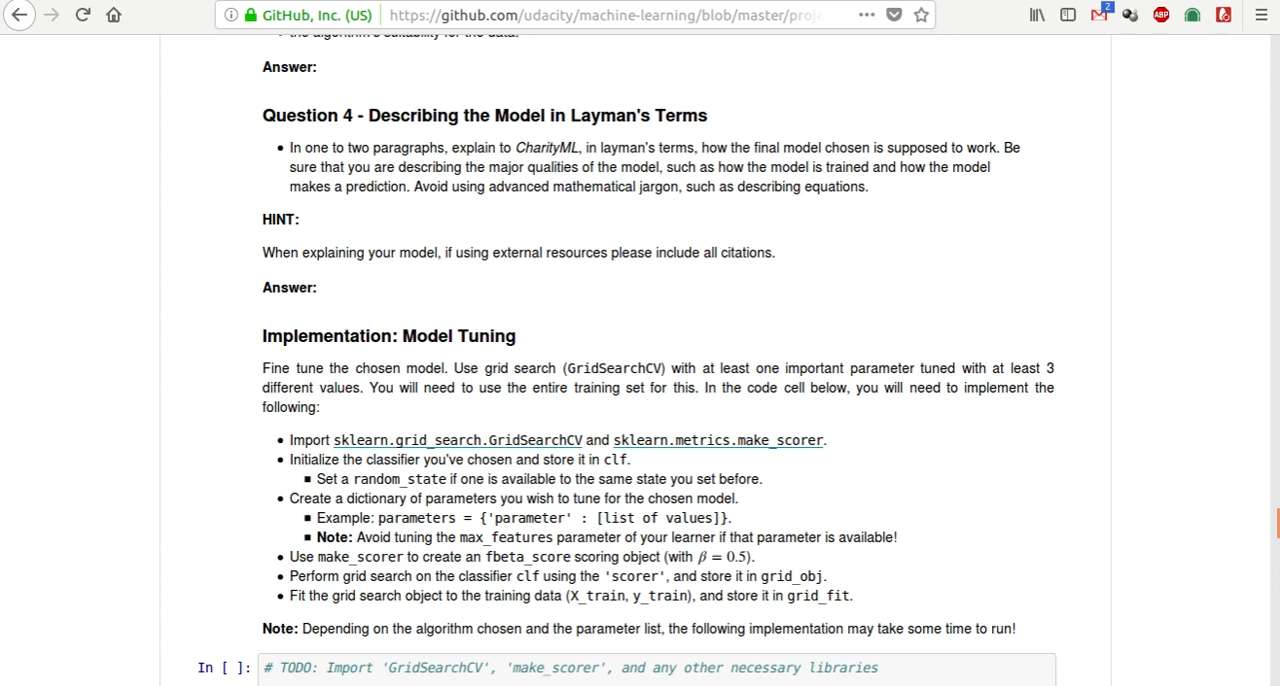 GitHub, Inc. (US)
https://github.com/udacity/machine-learning/blob/master/proje
2
ABP
the algorithm's suitability for the data.
Answer:
Question 4 - Describing the Model in Layman's Terms
• In one to two paragraphs, explain to CharityML, in layman's terms, how the final model chosen is supposed to work. Be
sure that you are describing the major qualities of the model, such as how the model is trained and how the model
makes a prediction. Avoid using advanced mathematical jargon, such as describing equations.
HINT:
When explaining your model, if using external resources please include all citations.
Answer:
Implementation: Model Tuning
Fine tune the chosen model. Use grid search (GridSearchCV) with at least one important parameter tuned with at least 3
different values. You will need to use the entire training set for this. In the code cell below, you will need to implement the
following:
• Import sklearn.grid_search.GridSearchCV and sklearn.metrics.make_scorer.
• Initialize the classifier you've chosen and store it in clf.
▪ Set a random_state if one is available to the same state you set before.
• Create a dictionary of parameters you wish to tune for the chosen model.
▪ Example: parameters = {'parameter' : [list of values]}.
▪ Note: Avoid tuning the max_features parameter of your learner if that parameter is available!
• Use make_scorer to create an fbeta_score scoring object (with β = 0.5).
• Perform grid search on the classifier clf using the 'scorer', and store it in grid_obj.
• Fit the grid search object to the training data (X_train, y_train), and store it in grid_fit.
Note: Depending on the algorithm chosen and the parameter list, the following implementation may take some time to run!
In [ ]: # TODO: Import 'GridSearchCV', 'make_scorer', and any other necessary libraries